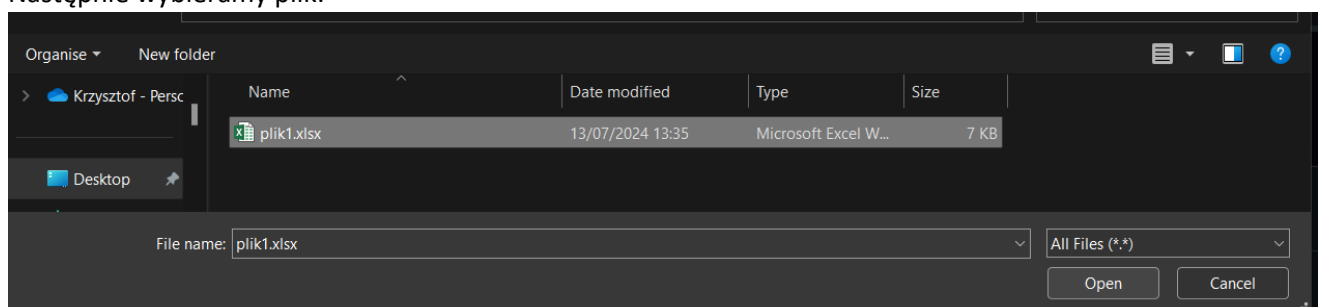 Następnie wybieramy plik.
Organise New folder
Krzysztof - Persc Name Date modified Type Size
plik1.xlsx 13/07/2024 13:35 Microsoft Excel W... 7 KB
Desktop
File name: plik1.xlsx All Files (*.*)
Open Cancel